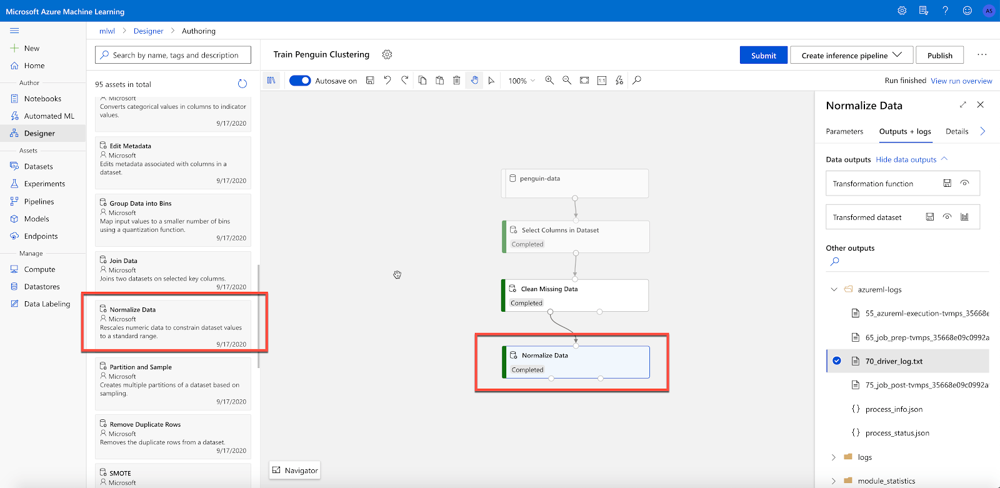 Microsoft Azure Machine Learning
AS
mlwl > Designer > Authoring
New
Home
Author
Notebooks
Automated ML
Designer
Assets
Datasets
Experiments
Pipelines
Models
Endpoints
Manage
Compute
Datastores
Data Labeling
Search by name, tags and description
95 assets in total
Microsoft
Converts categorical values in columns to indicator
values.
9/17/2020
Edit Metadata
Microsoft
Edits metadata associated with columns in a
dataset.
9/17/2020
Group Data into Bins
Microsoft
Map input values to a smaller number of bins
using a quantization function.
9/17/2020
Join Data
Microsoft
Joins two datasets on selected key columns.
9/17/2020
Normalize Data
Microsoft
Rescales numeric data to constrain dataset values
to a standard range.
9/17/2020
Partition and Sample
Microsoft
Creates multiple partitions of a dataset based on
sampling.
9/17/2020
Remove Duplicate Rows
Microsoft
Removes the duplicate rows from a dataset.
9/17/2020
SMOTE
Microsoft
Train Penguin Clustering
Submit
Create inference pipeline
Publish
Autosave on
100%
1:1
Run finished View run overview
penguin-data
Select Columns in Dataset
Completed
Clean Missing Data
Completed
Normalize Data
Completed
Navigator
Normalize Data
Parameters Outputs + logs Details
Data outputs Hide data outputs
Transformation function
Transformed dataset
Other outputs
azureml-logs
55_azureml-execution-tvmps_35668e
65_job_prep-tvmps_35668e09c0992a
70_driver_log.txt
75_job_post-tvmps_35668e09c0992a
{} process_info.json
{} process_status.json
logs
module_statistics